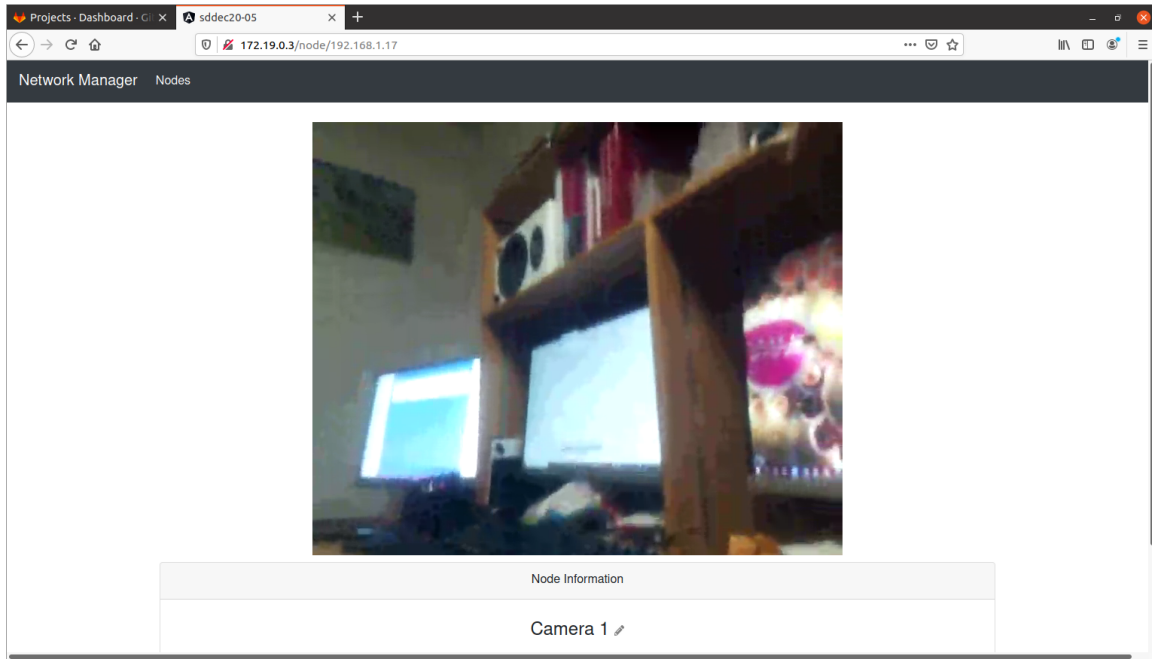 Projects · Dashboard · Gi
sddec20-05
172.19.0.3/node/192.168.1.17
Network Manager
Nodes
Node Information
Camera 1